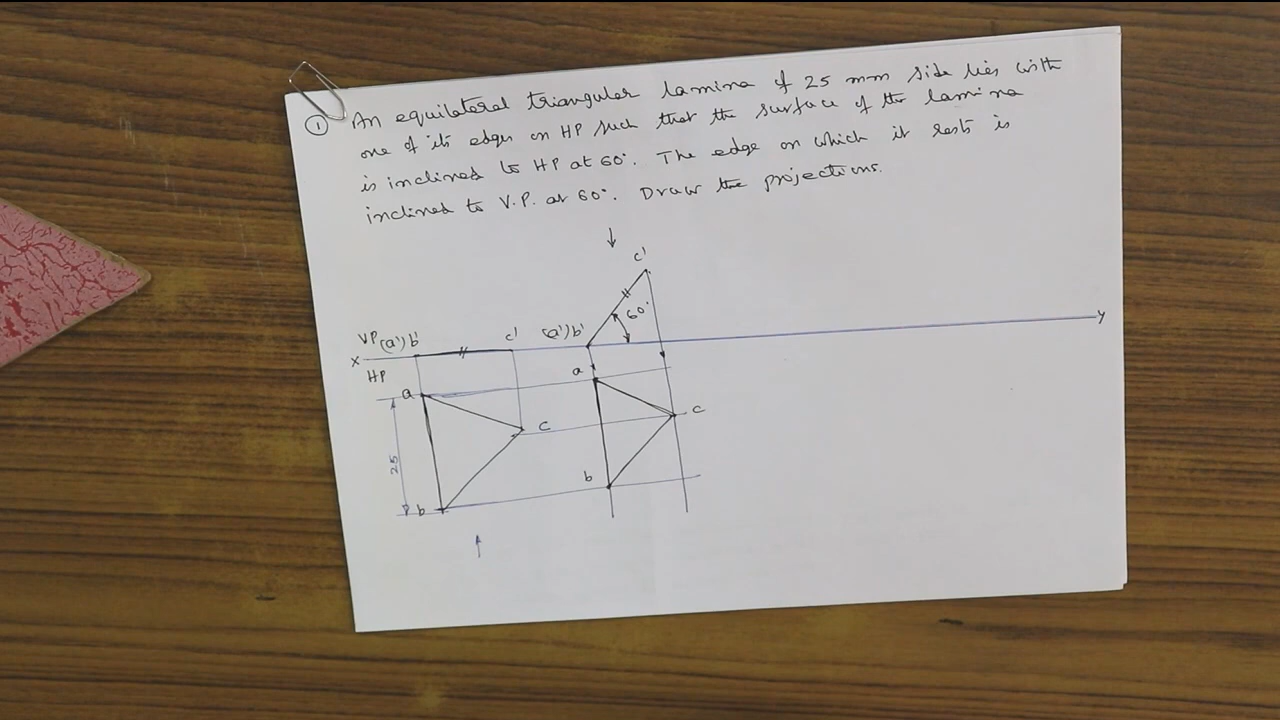 ① An equilateral triangular lamina of 25 mm side lies with
one of its edges on HP such that the surface of the lamina
is inclined to HP at 60°. The edge on which it rests is
inclined to V.P. at 60°. Draw the projections.
c'
60°
VP (a')b' c' (a')b'
X Y
HP
a a
c c
25
b b